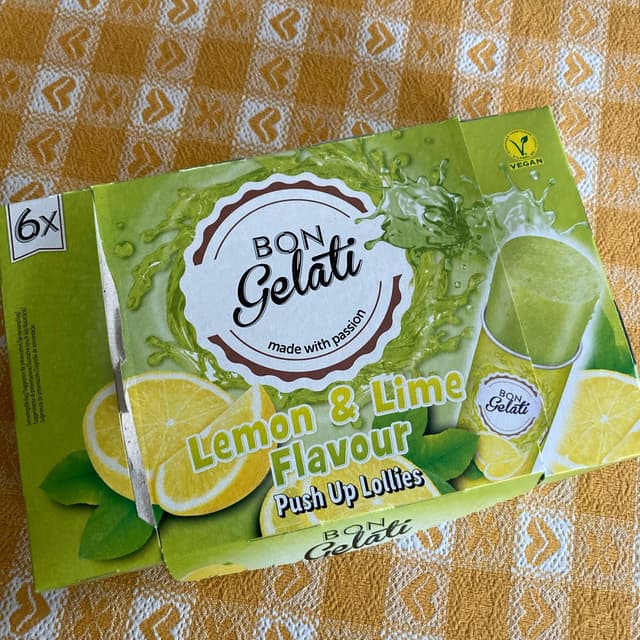 6x
BON
Gelati
made with passion
VEGAN
Lemon & Lime
Flavour
Push Up Lollies
BON
Gelati
BON
Gelati